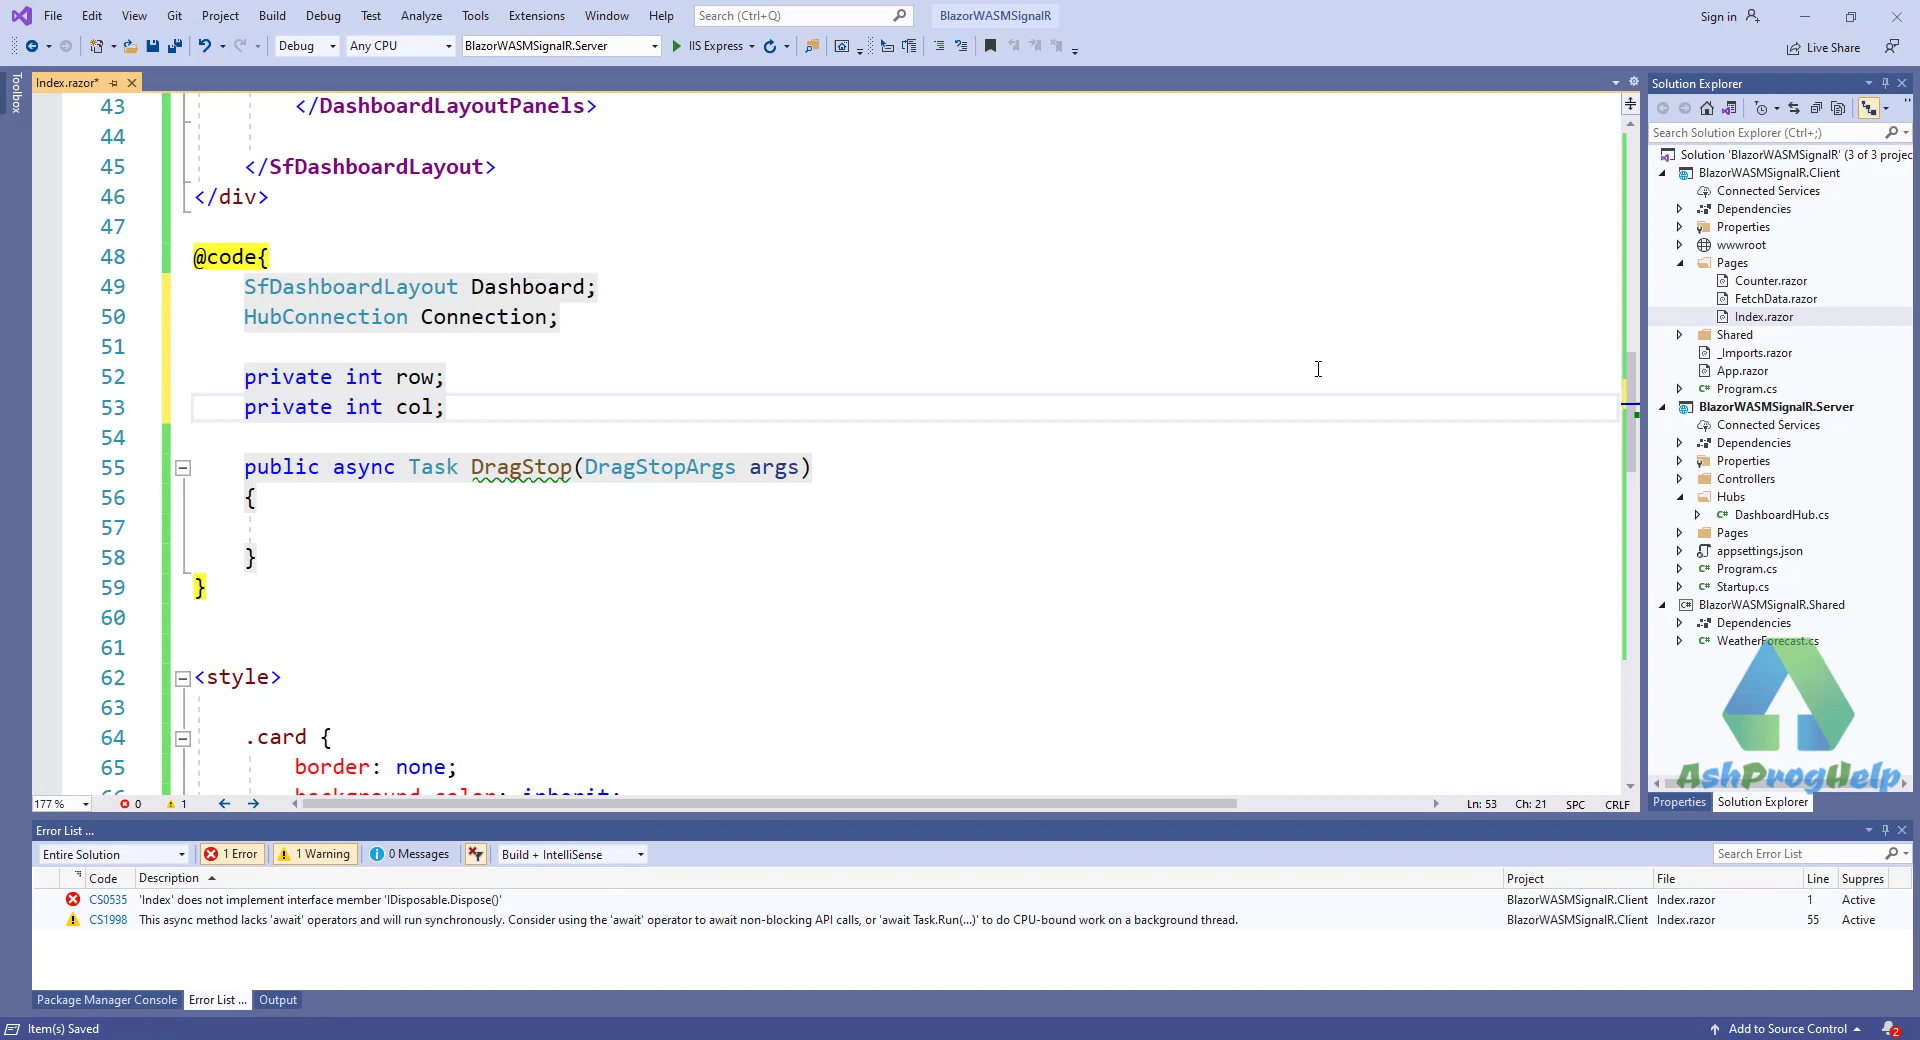 File Edit View Git Project Build Debug Test Analyze Tools Extensions Window Help Search (Ctrl+Q) BlazorWASMSignalR Sign in
Debug Any CPU BlazorWASMSignalR.Server IIS Express Live Share
Toolbox
Index.razor*
43 </DashboardLayoutPanels>
44
45 </SfDashboardLayout>
46 </div>
47
48 @code{
49 SfDashboardLayout Dashboard;
50 HubConnection Connection;
51
52 private int row;
53 private int col;
54
55 public async Task DragStop(DragStopArgs args)
56 {
57
58 }
59 }
60
61
62 <style>
63
64 .card {
65 border: none;
66 background-color: inherit;
177 % 0 1 Ln: 53 Ch: 21 SPC CRLF
Solution Explorer
Search Solution Explorer (Ctrl+;)
Solution 'BlazorWASMSignalR' (3 of 3 projec
BlazorWASMSignalR.Client
Connected Services
Dependencies
Properties
wwwroot
Pages
Counter.razor
FetchData.razor
Index.razor
Shared
_Imports.razor
App.razor
C# Program.cs
BlazorWASMSignalR.Server
Connected Services
Dependencies
Properties
Controllers
Hubs
C# DashboardHub.cs
Pages
appsettings.json
C# Program.cs
C# Startup.cs
C# BlazorWASMSignalR.Shared
Dependencies
C# WeatherForecast.cs
AshProgHelp
Properties Solution Explorer
Error List ...
Entire Solution 1 Error 1 Warning 0 Messages Build + IntelliSense Search Error List
Code Description Project File Line Suppres
CS0535 'Index' does not implement interface member 'IDisposable.Dispose()' BlazorWASMSignalR.Client Index.razor 1 Active
CS1998 This async method lacks 'await' operators and will run synchronously. Consider using the 'await' operator to await non-blocking API calls, or 'await Task.Run(...)' to do CPU-bound work on a background thread. BlazorWASMSignalR.Client Index.razor 55 Active
Package Manager Console Error List ... Output
Item(s) Saved Add to Source Control 2